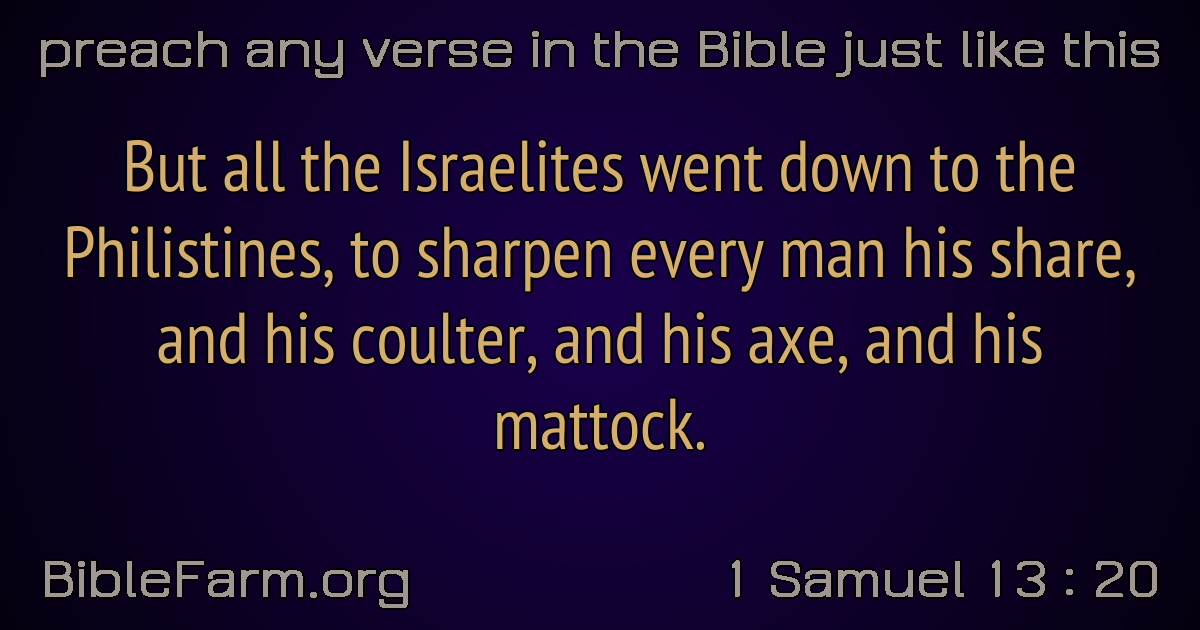 preach any verse in the Bible just like this
But all the Israelites went down to the
Philistines, to sharpen every man his share,
and his coulter, and his axe, and his
mattock.
BibleFarm.org
1 Samuel 13 : 20